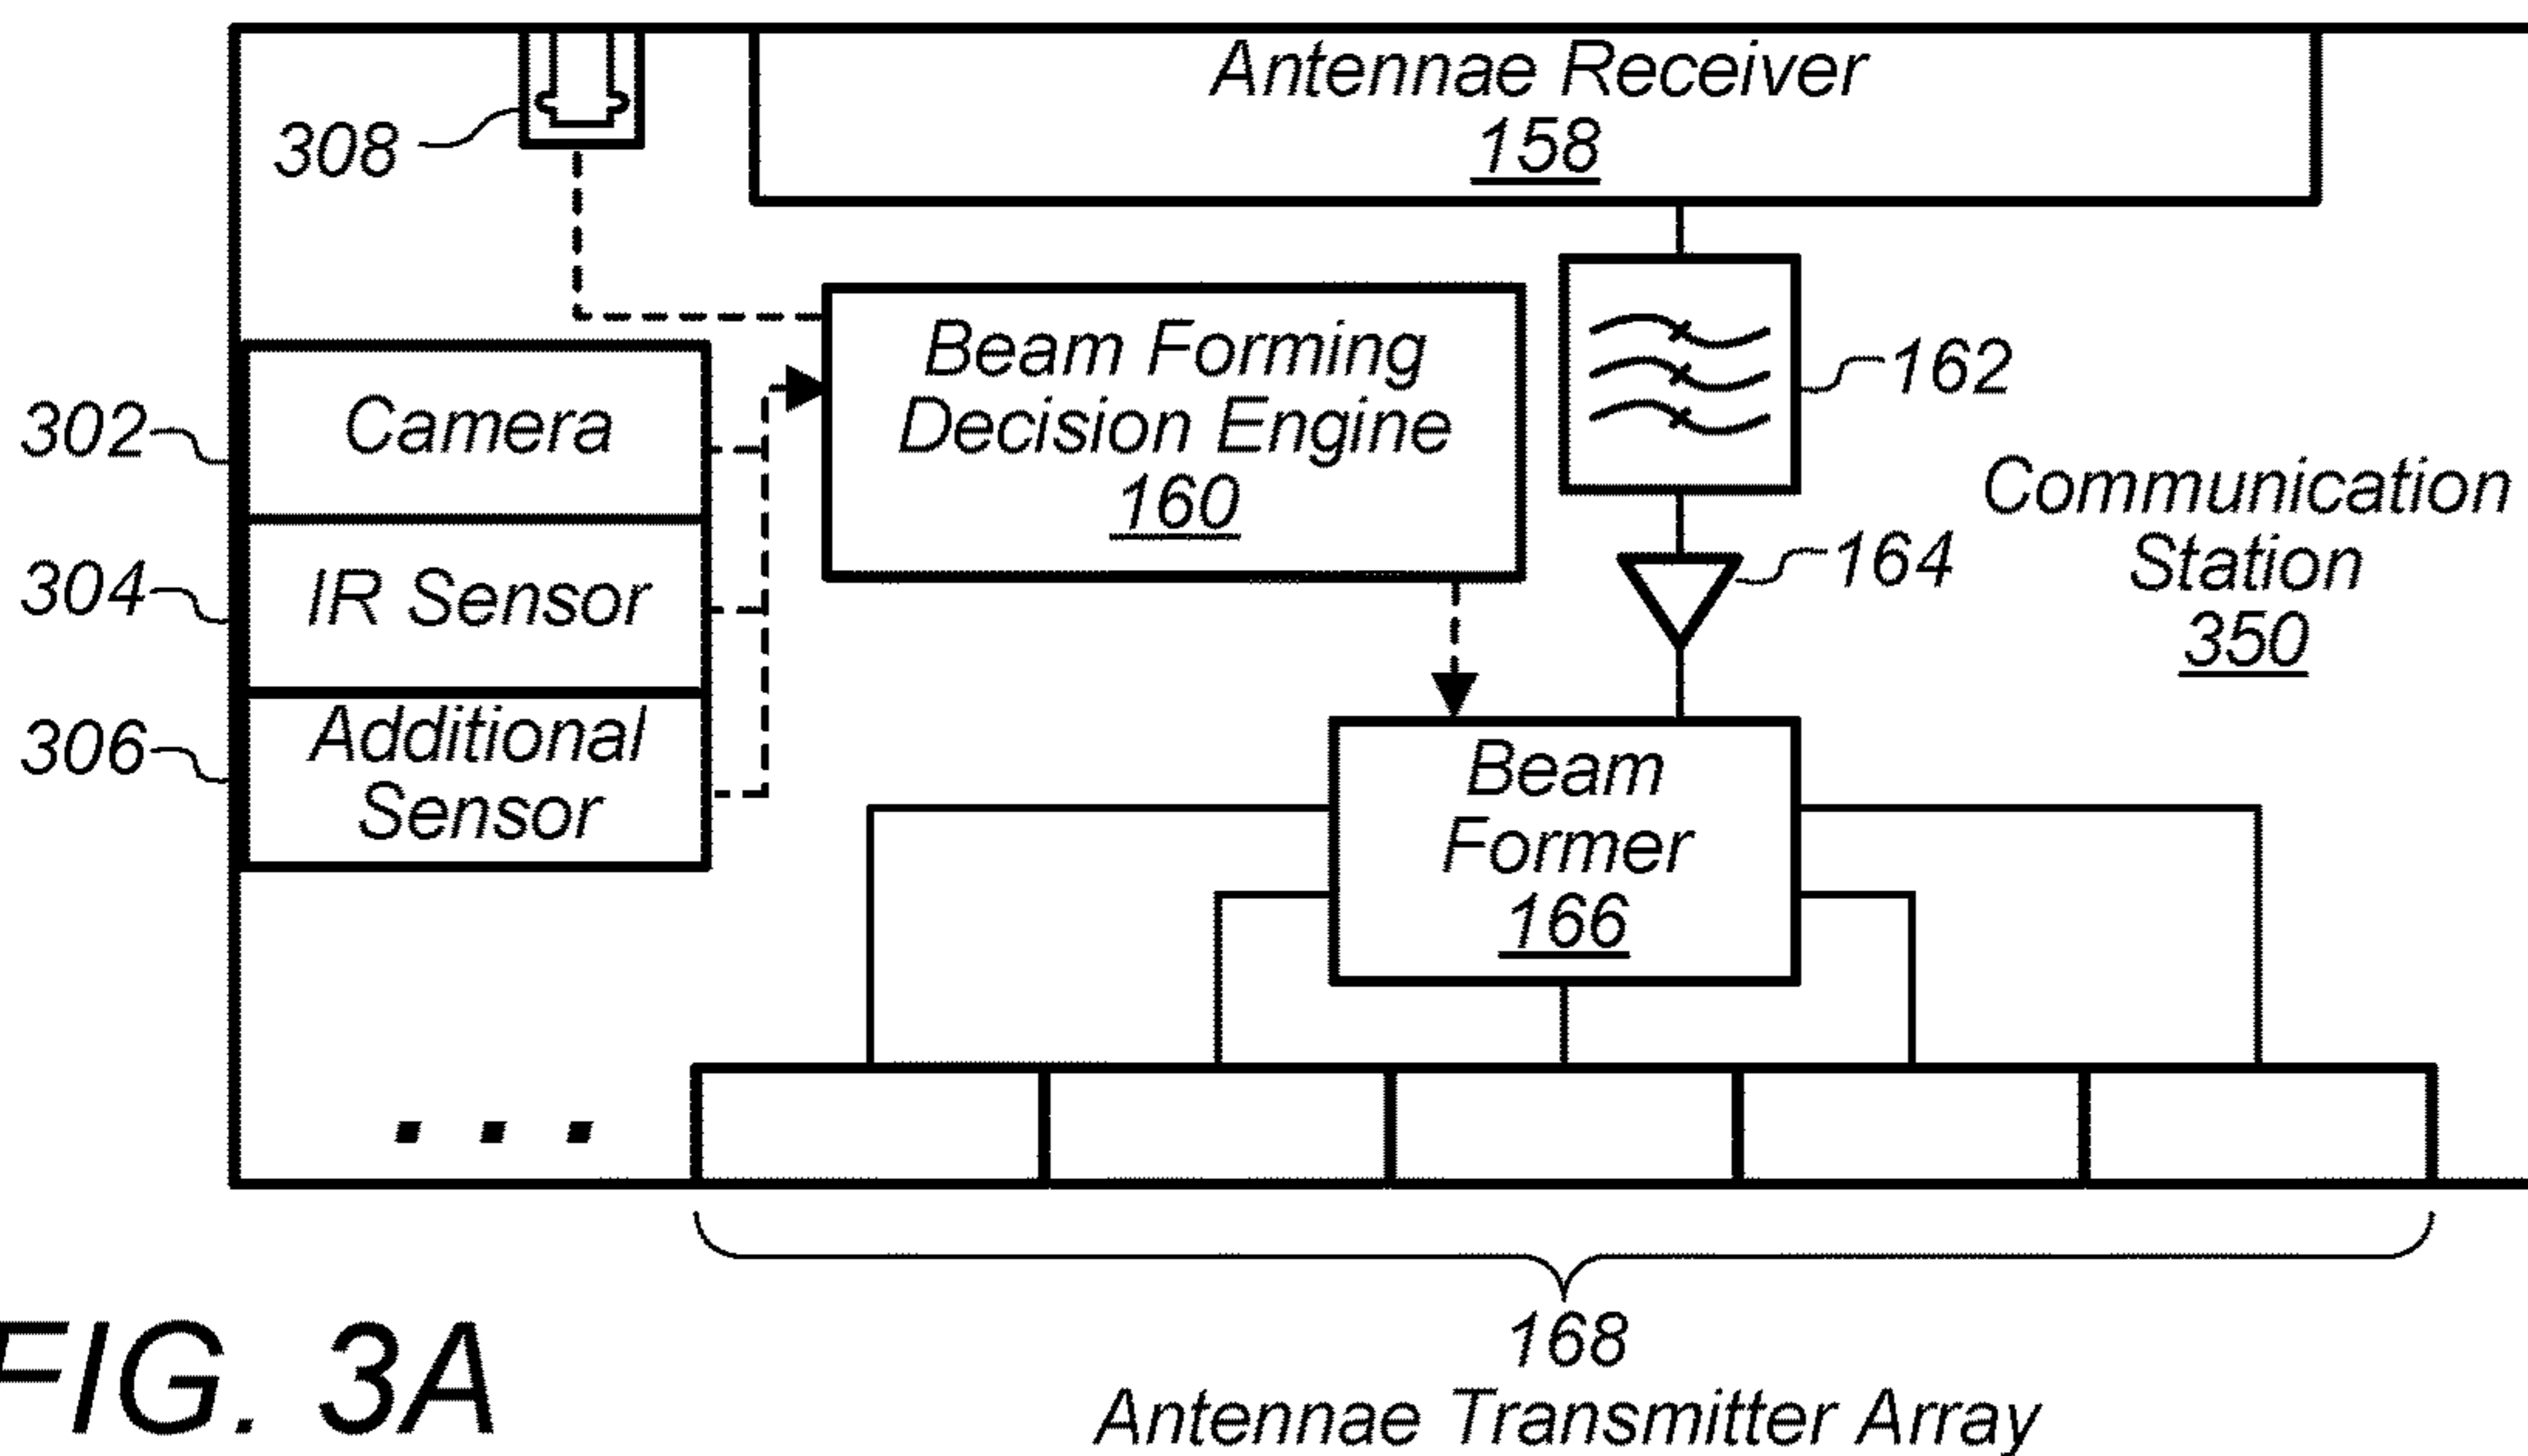 Antennae Receiver
158
308
Beam Forming
Decision Engine
160
162
302
Camera
Communication
Station
350
304
IR Sensor
164
306
Additional
Sensor
Beam
Former
166
. . .
168
Antennae Transmitter Array
FIG. 3A